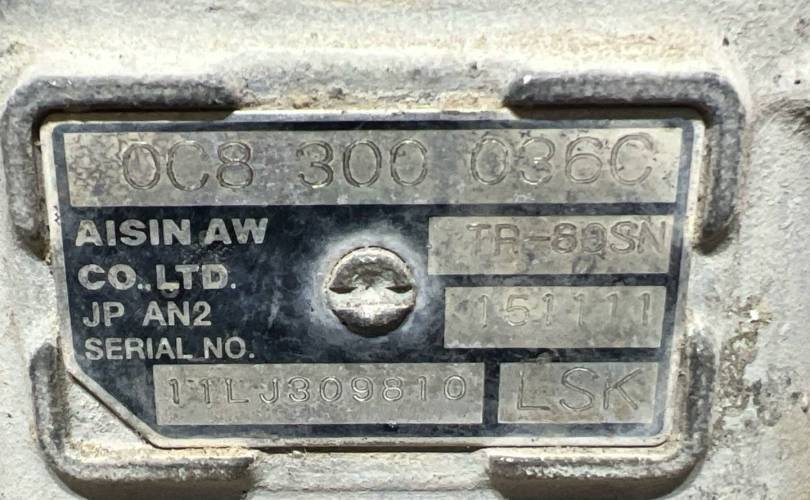 0C8 300 036C
AISIN AW
CO.,LTD.
JP AN2
SERIAL NO.
TR-60SN
151111
11LJ309810
LSK